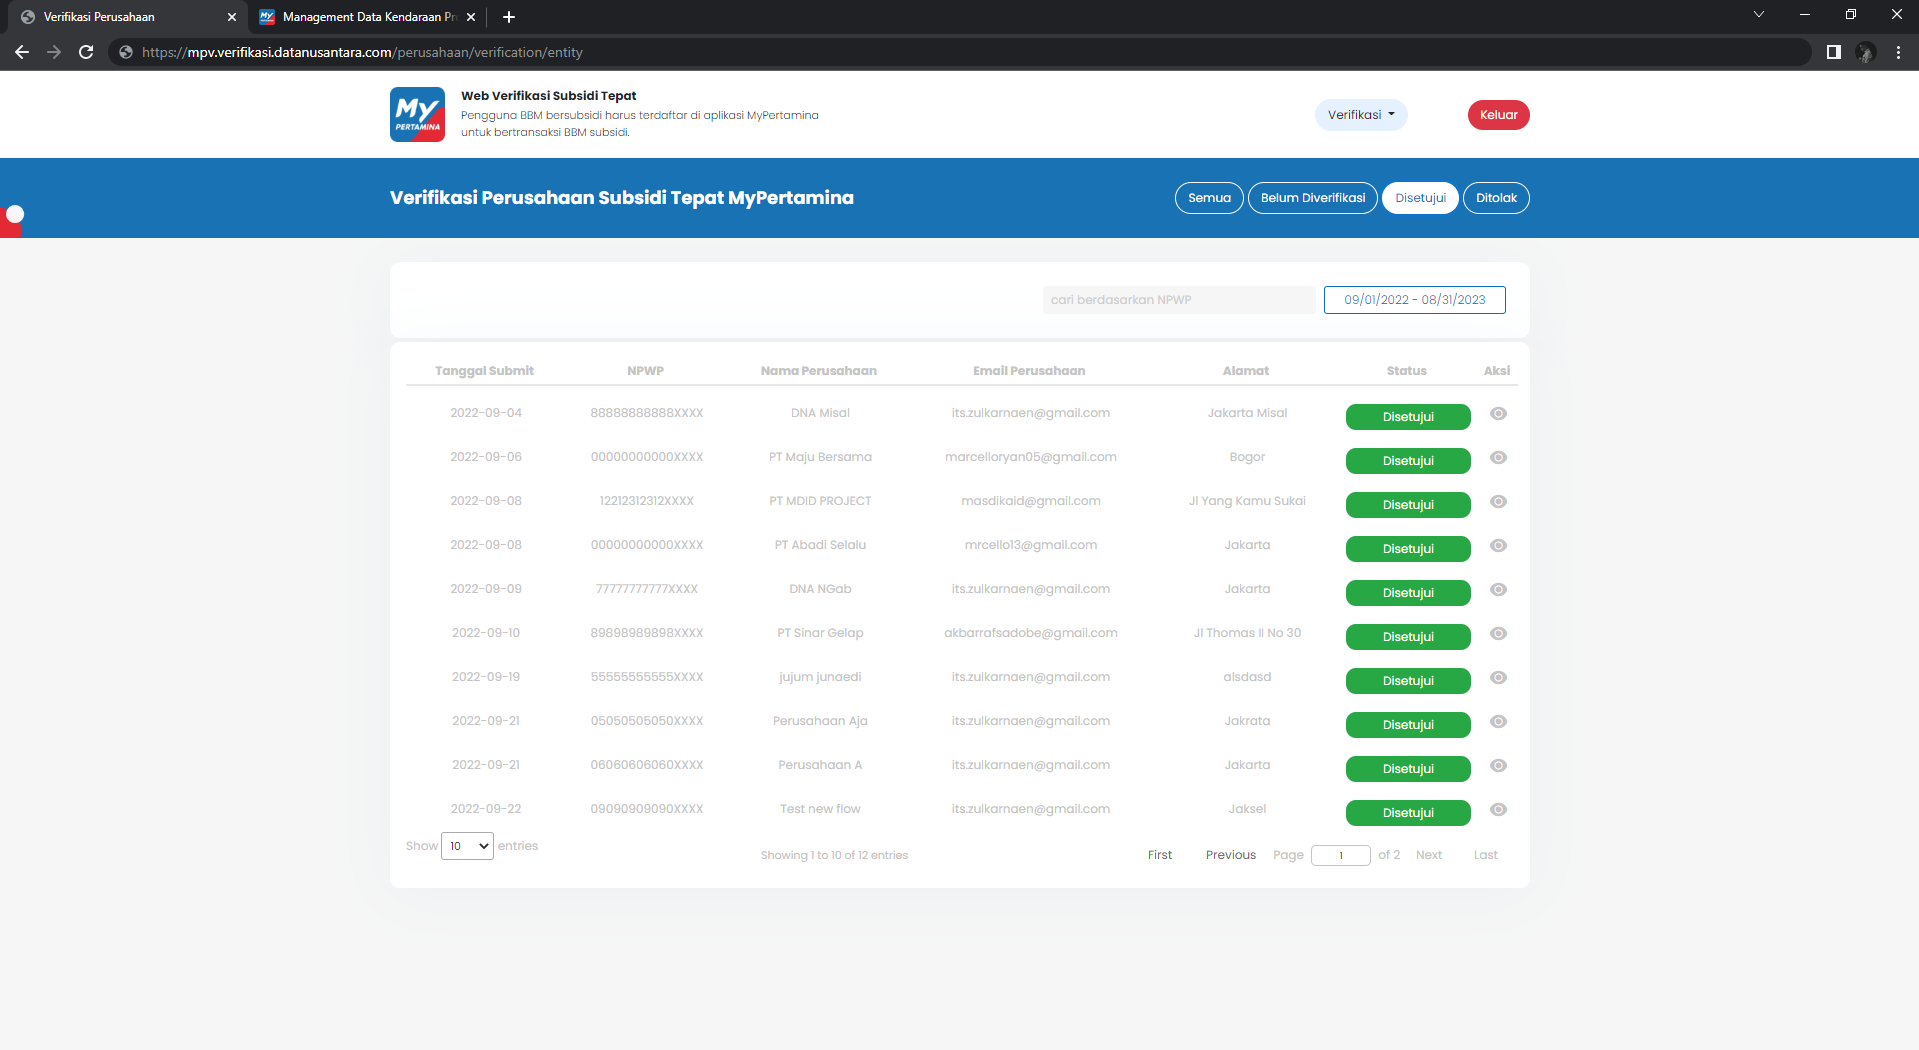 Verifikasi Perusahaan
Management Data Kendaraan Pr
https://mpv.verifikasi.datanusantara.com/perusahaan/verification/entity
My
PERTAMINA
Web Verifikasi Subsidi Tepat
Pengguna BBM bersubsidi harus terdaftar di aplikasi MyPertamina
untuk bertransaksi BBM subsidi.
Verifikasi
Keluar
Verifikasi Perusahaan Subsidi Tepat MyPertamina
Semua Belum Diverifikasi Disetujui Ditolak
cari berdasarkan NPWP 09/01/2022 - 08/31/2023
Tanggal Submit NPWP Nama Perusahaan Email Perusahaan Alamat Status Aksi
2022-09-04 88888888888XXXX DNA Misal its.zulkarnaen@gmail.com Jakarta Misal Disetujui
2022-09-06 00000000000XXXX PT Maju Bersama marcelloryan05@gmail.com Bogor Disetujui
2022-09-08 12212312312XXXX PT MDID PROJECT masdikaid@gmail.com Jl Yang Kamu Sukai Disetujui
2022-09-08 00000000000XXXX PT Abadi Selalu mrcello13@gmail.com Jakarta Disetujui
2022-09-09 77777777777XXXX DNA NGab its.zulkarnaen@gmail.com Jakarta Disetujui
2022-09-10 89898989898XXXX PT Sinar Gelap akbarrafsadobe@gmail.com Jl Thomas II No 30 Disetujui
2022-09-19 55555555555XXXX jujum junaedi its.zulkarnaen@gmail.com alsdasd Disetujui
2022-09-21 05050505050XXXX Perusahaan Aja its.zulkarnaen@gmail.com Jakrata Disetujui
2022-09-21 06060606060XXXX Perusahaan A its.zulkarnaen@gmail.com Jakarta Disetujui
2022-09-22 09090909090XXXX Test new flow its.zulkarnaen@gmail.com Jaksel Disetujui
Show 10 entries
Showing 1 to 10 of 12 entries
First Previous Page 1 of 2 Next Last